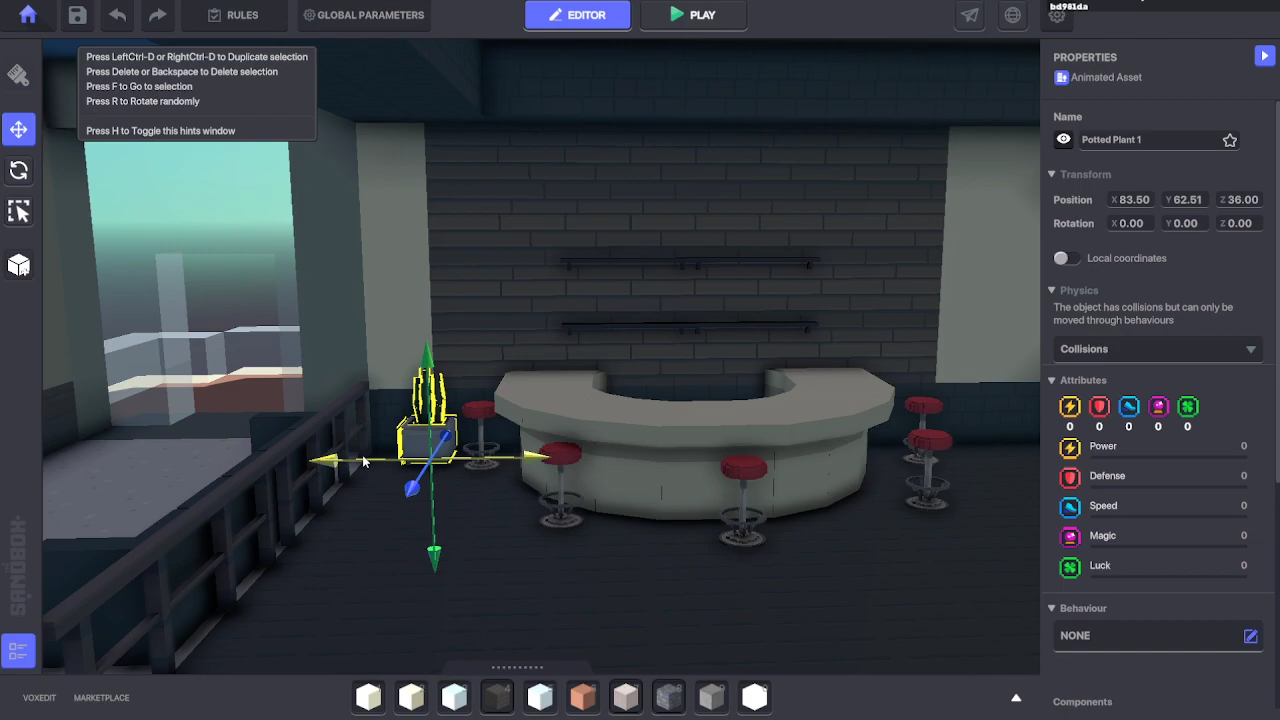 bd981da
RULES
GLOBAL PARAMETERS
EDITOR
PLAY
Press LeftCtrl-D or RightCtrl-D to Duplicate selection
Press Delete or Backspace to Delete selection
Press F to Go to selection
Press R to Rotate randomly
Press H to Toggle this hints window
PROPERTIES
Animated Asset
Name
Potted Plant 1
Transform
Position X 83.50 Y 62.51 Z 36.00
Rotation X 0.00 Y 0.00 Z 0.00
Local coordinates
Physics
The object has collisions but can only be
moved through behaviours
Collisions
Attributes
0 0 0 0 0
Power 0
Defense 0
Speed 0
Magic 0
Luck 0
Behaviour
NONE
Components
THE SANDBOX
VOXEDIT
MARKETPLACE